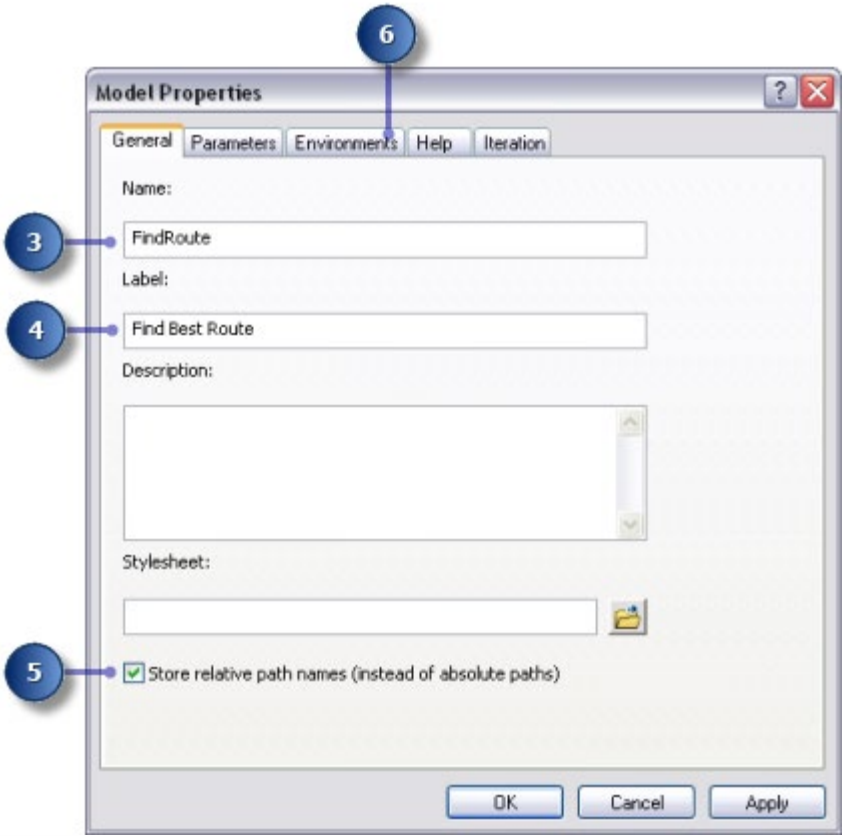 6
Model Properties
General Parameters Environments Help Iteration
Name:
3
FindRoute
Label:
4
Find Best Route
Description:
Stylesheet:
5
Store relative path names (instead of absolute paths)
OK Cancel Apply